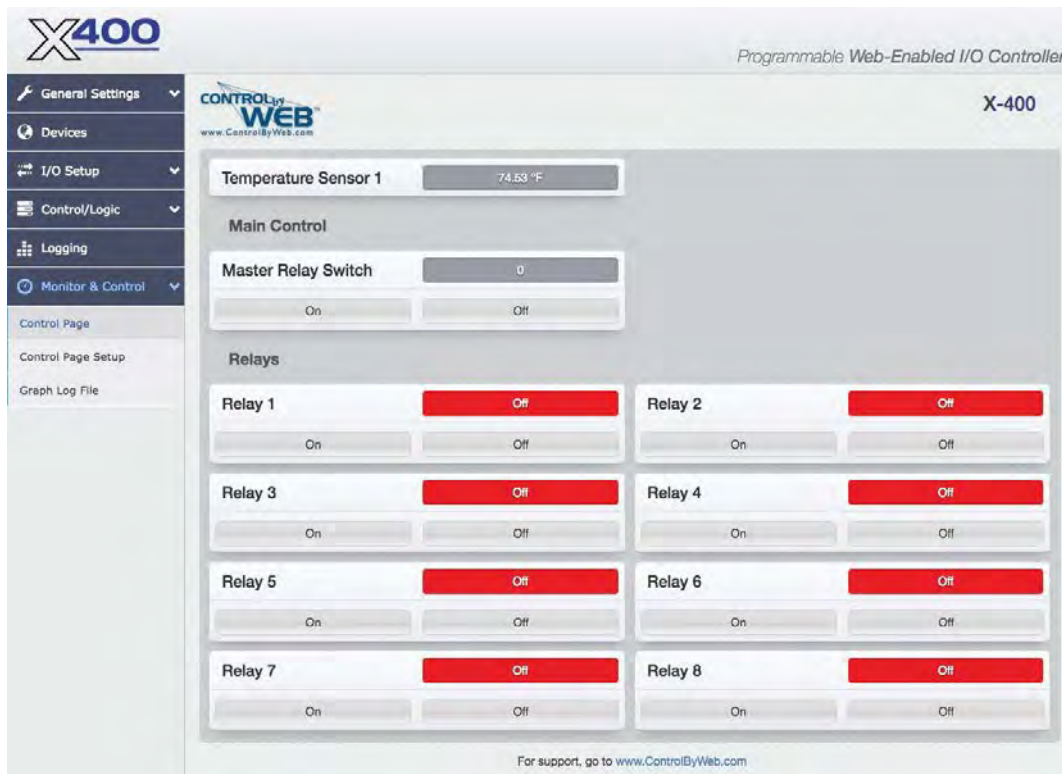 X400
Programmable Web-Enabled I/O Controller
General Settings
Devices
I/O Setup
Control/Logic
Logging
Monitor & Control
Control Page
Control Page Setup
Graph Log File
CONTROL by
WEB
www.ControlByWeb.com
X-400
Temperature Sensor 1 74.53 °F
Main Control
Master Relay Switch 0
On Off
Relays
Relay 1 Off Relay 2 Off
On Off On Off
Relay 3 Off Relay 4 Off
On Off On Off
Relay 5 Off Relay 6 Off
On Off On Off
Relay 7 Off Relay 8 Off
On Off On Off
For support, go to www.ControlByWeb.com